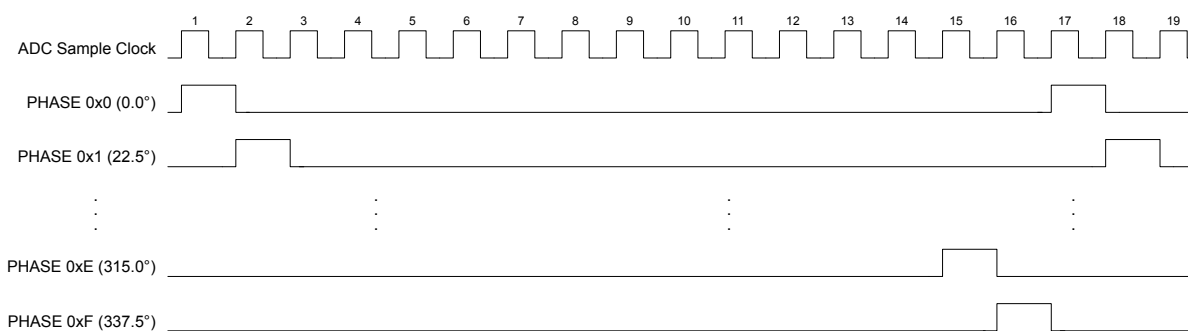 1 2 3 4 5 6 7 8 9 10 11 12 13 14 15 16 17 18 19
ADC Sample Clock
PHASE 0x0 (0.0°)
PHASE 0x1 (22.5°)
PHASE 0xE (315.0°)
PHASE 0xF (337.5°)